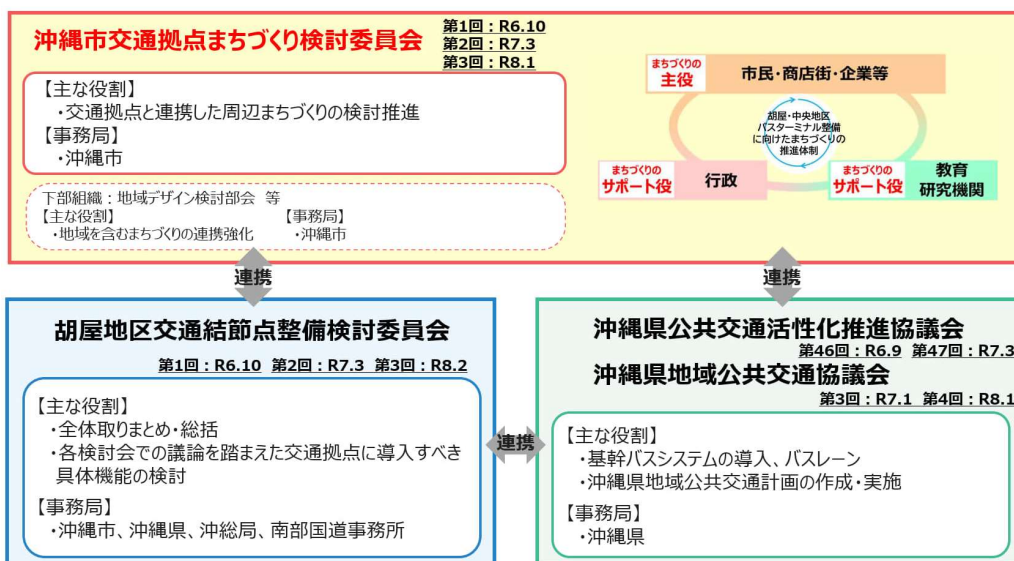 沖縄市交通拠点まちづくり検討委員会
第1回：R6.10
第2回：R7.3
第3回：R8.1
【主な役割】
・交通拠点と連携した周辺まちづくりの検討推進
【事務局】
・沖縄市
下部組織：地域デザイン検討部会 等
【主な役割】
・地域を含むまちづくりの連携強化
【事務局】
・沖縄市
まちづくりの
主役
市民・商店街・企業等
胡屋・中央地区
バスターミナル整備
に向けたまちづくりの
推進体制
まちづくりの
サポート役
行政
まちづくりの
サポート役
教育
研究機関
連携
連携
胡屋地区交通結節点整備検討委員会
第1回：R6.10 第2回：R7.3 第3回：R8.2
【主な役割】
・全体取りまとめ・総括
・各検討会での議論を踏まえた交通拠点に導入すべき
具体機能の検討
【事務局】
・沖縄市、沖縄県、沖総局、南部国道事務所
連携
沖縄県公共交通活性化推進協議会
第46回：R6.9 第47回：R7.3
沖縄県地域公共交通協議会
第3回：R7.1 第4回：R8.1
【主な役割】
・基幹バスシステムの導入、バスレーン
・沖縄県地域公共交通計画の作成・実施
【事務局】
・沖縄県